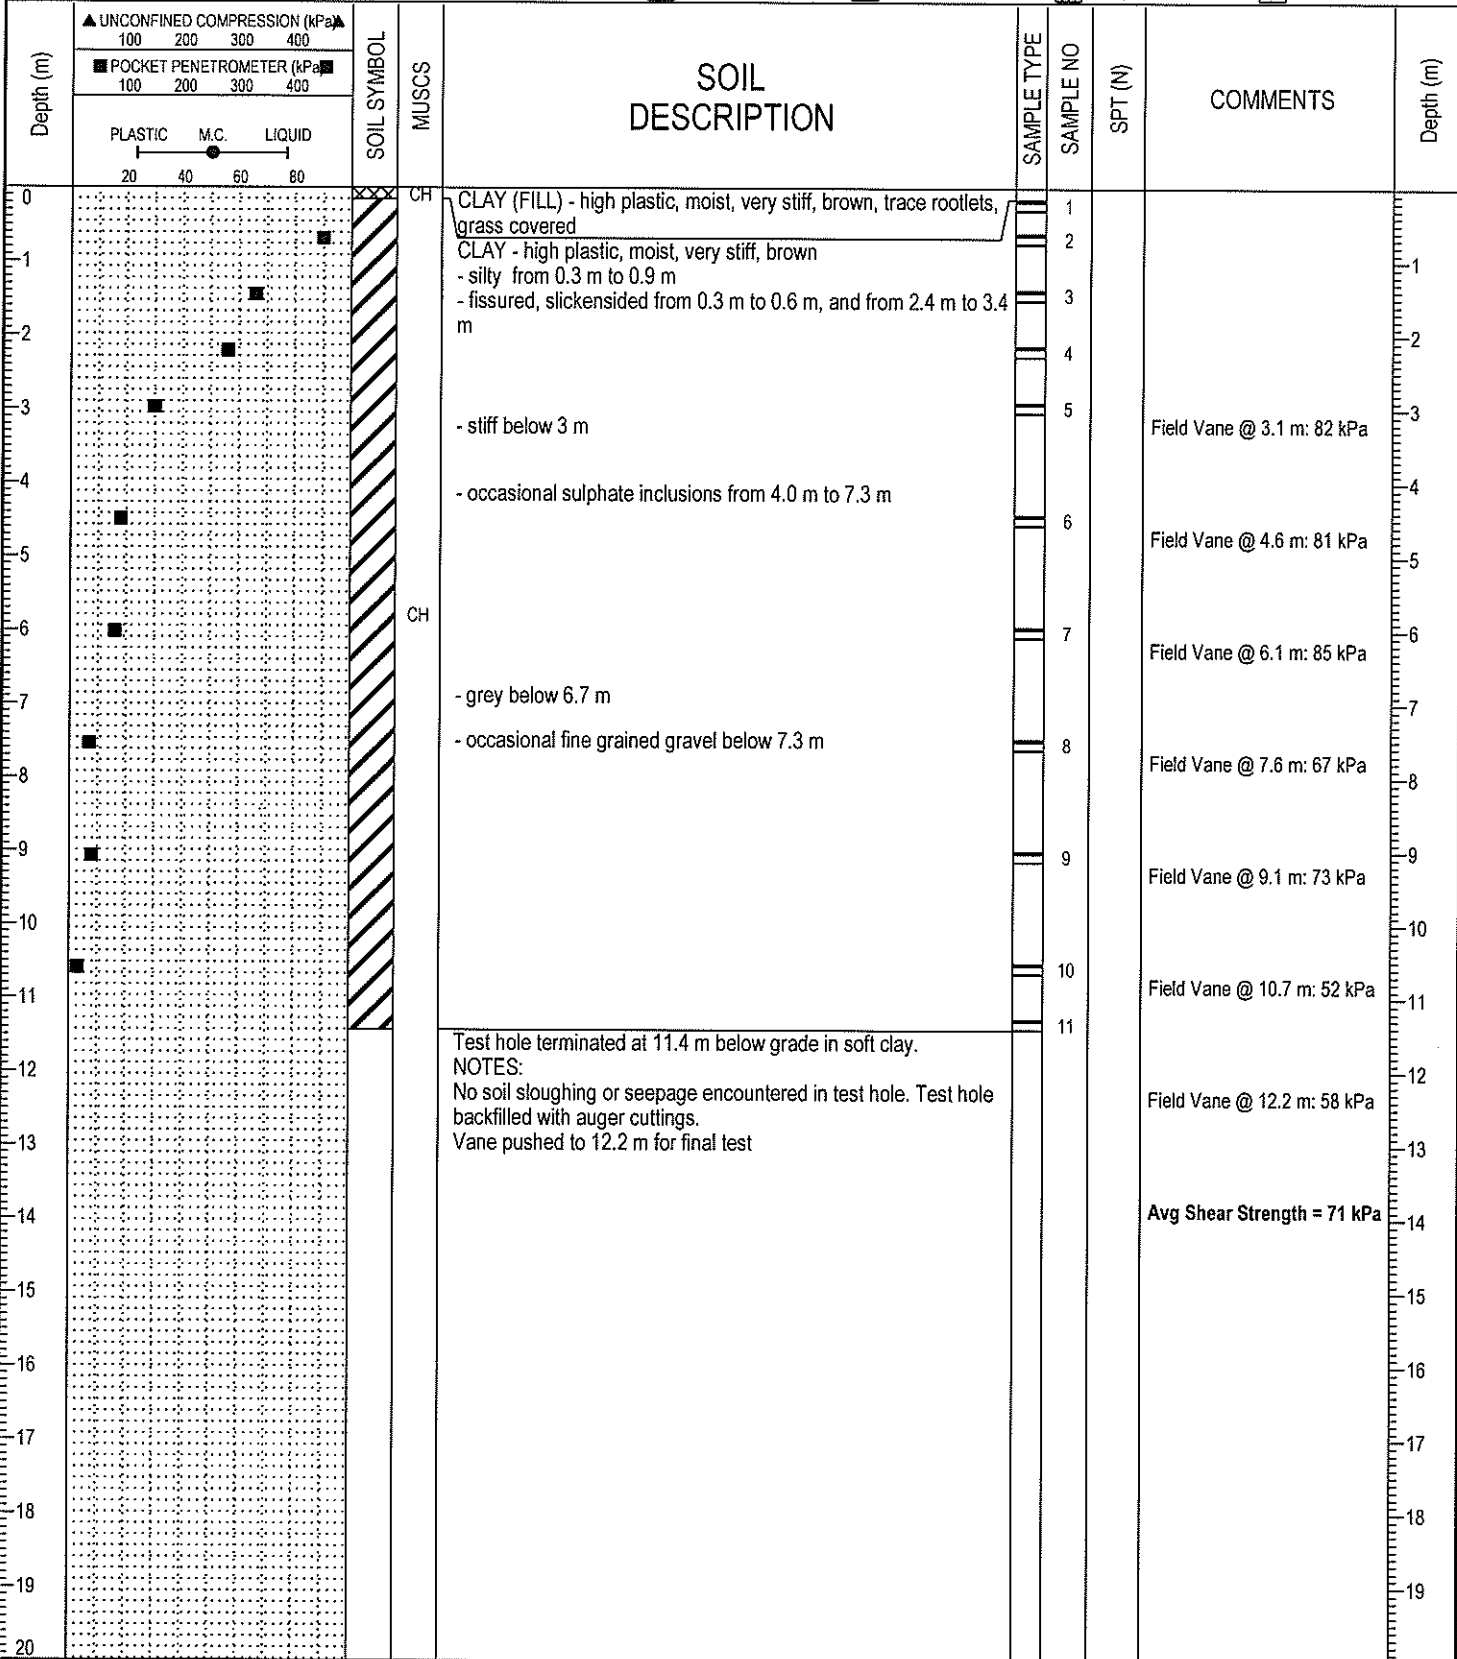 ▲ UNCONFINED COMPRESSION (kPa)▲
100 200 300 400
■ POCKET PENETROMETER (kPa)■
100 200 300 400
PLASTIC M.C. LIQUID
20 40 60 80
Depth (m)
SOIL SYMBOL
MUSCS
SOIL
DESCRIPTION
SAMPLE TYPE
SAMPLE NO
SPT (N)
COMMENTS
Depth (m)
0
CH
CLAY (FILL) - high plastic, moist, very stiff, brown, trace rootlets,
grass covered
1
2
CLAY - high plastic, moist, very stiff, brown
1
1
- silty from 0.3 m to 0.9 m
- fissured, slickensided from 0.3 m to 0.6 m, and from 2.4 m to 3.4
m
3
2
2
4
3
5
3
- stiff below 3 m
Field Vane @ 3.1 m: 82 kPa
4
4
- occasional sulphate inclusions from 4.0 m to 7.3 m
6
Field Vane @ 4.6 m: 81 kPa
5
5
CH
6
7
6
Field Vane @ 6.1 m: 85 kPa
- grey below 6.7 m
7
7
- occasional fine grained gravel below 7.3 m
8
Field Vane @ 7.6 m: 67 kPa
8
8
9
9
9
Field Vane @ 9.1 m: 73 kPa
10
10
10
Field Vane @ 10.7 m: 52 kPa
11
11
11
Test hole terminated at 11.4 m below grade in soft clay.
NOTES:
12
12
No soil sloughing or seepage encountered in test hole. Test hole
backfilled with auger cuttings.
Field Vane @ 12.2 m: 58 kPa
Vane pushed to 12.2 m for final test
13
13
14
Avg Shear Strength = 71 kPa
14
15
15
16
16
17
17
18
18
19
19
20